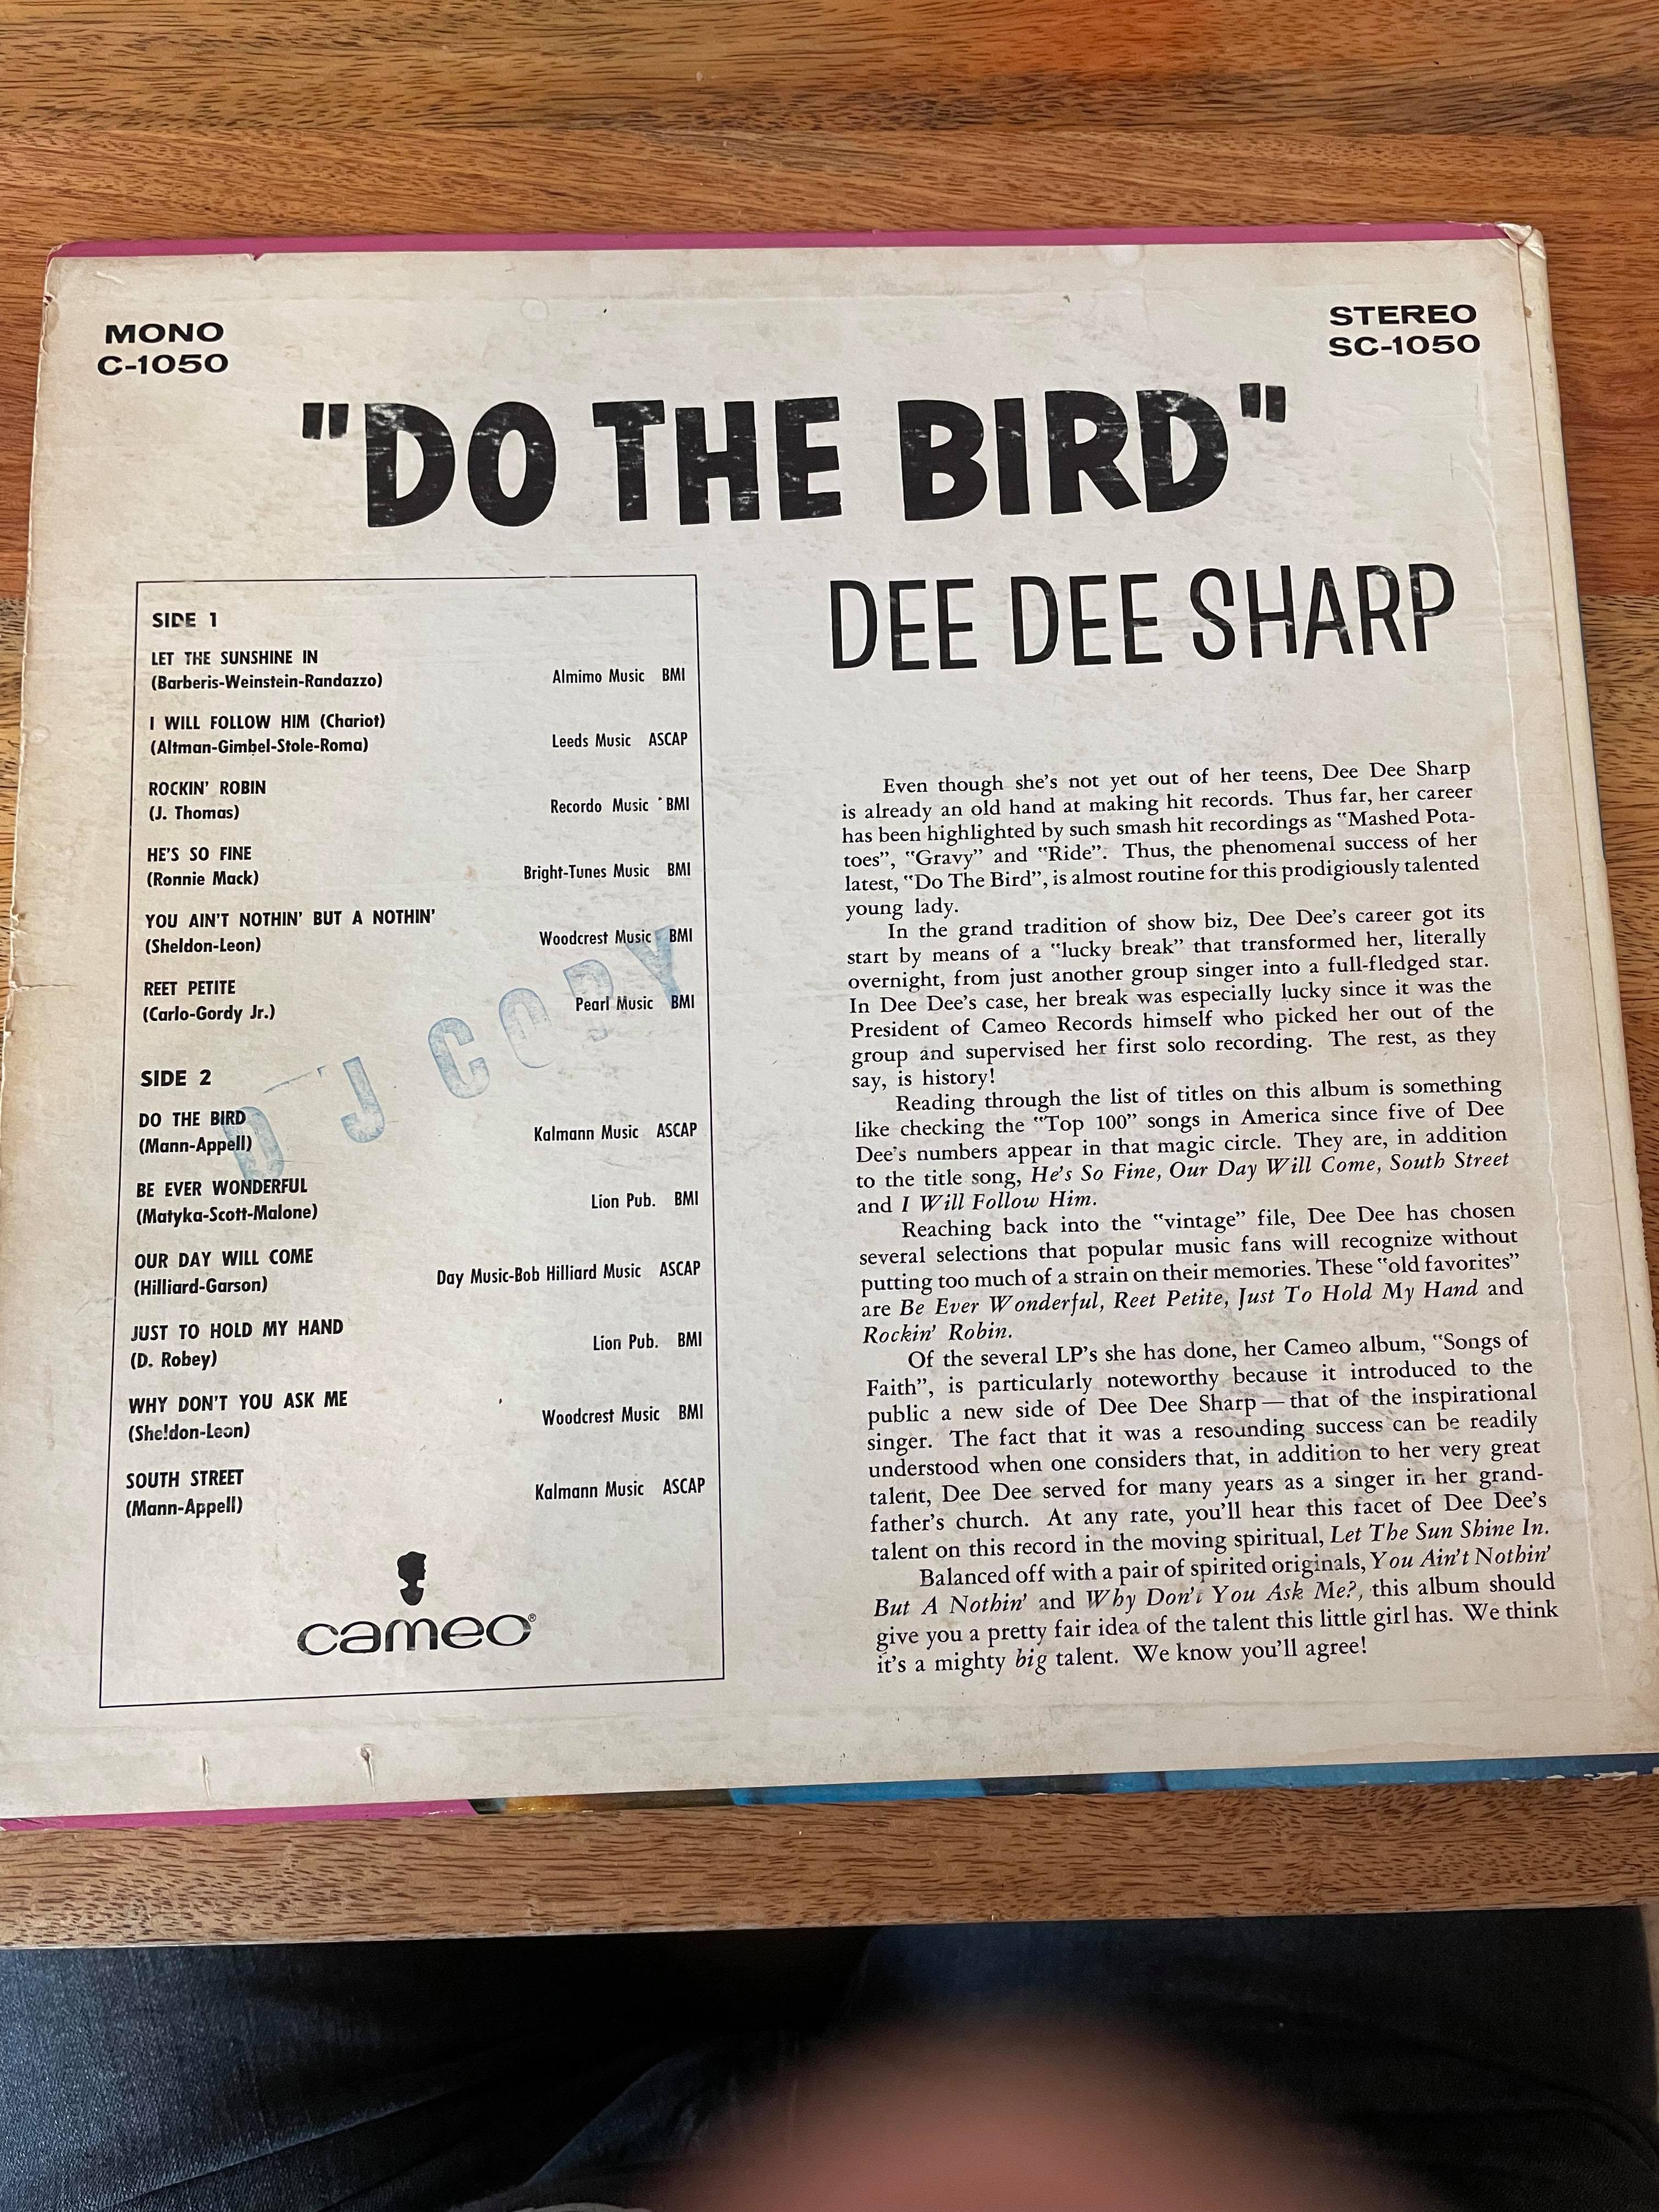 MONO
C-1050
STEREO
SC-1050
"DO THE BIRD"
DEE DEE SHARP
SIDE 1
LET THE SUNSHINE IN
(Barberis-Weinstein-Randazzo) Almimo Music BMI
I WILL FOLLOW HIM (Chariot)
(Altman-Gimbel-Stole-Roma) Leeds Music ASCAP
ROCKIN' ROBIN
(J. Thomas) Recordo Music BMI
HE'S SO FINE
(Ronnie Mack) Bright-Tunes Music BMI
YOU AIN'T NOTHIN' BUT A NOTHIN'
(Sheldon-Leon) Woodcrest Music BMI
REET PETITE
(Carlo-Gordy Jr.) Pearl Music BMI
D J COPY
SIDE 2
DO THE BIRD
(Mann-Appell) Kalmann Music ASCAP
BE EVER WONDERFUL
(Matyka-Scott-Malone) Lion Pub. BMI
OUR DAY WILL COME
(Hilliard-Garson) Day Music-Bob Hilliard Music ASCAP
JUST TO HOLD MY HAND
(D. Robey) Lion Pub. BMI
WHY DON'T YOU ASK ME
(Sheldon-Leon) Woodcrest Music BMI
SOUTH STREET
(Mann-Appell) Kalmann Music ASCAP
cameo®
Even though she's not yet out of her teens, Dee Dee Sharp
is already an old hand at making hit records. Thus far, her career
has been highlighted by such smash hit recordings as "Mashed Pota-
toes", "Gravy" and "Ride". Thus, the phenomenal success of her
latest, "Do The Bird", is almost routine for this prodigiously talented
young lady.
In the grand tradition of show biz, Dee Dee's career got its
start by means of a "lucky break" that transformed her, literally
overnight, from just another group singer into a full-fledged star.
In Dee Dee's case, her break was especially lucky since it was the
President of Cameo Records himself who picked her out of the
group and supervised her first solo recording. The rest, as they
say, is history!
Reading through the list of titles on this album is something
like checking the "Top 100" songs in America since five of Dee
Dee's numbers appear in that magic circle. They are, in addition
to the title song, He's So Fine, Our Day Will Come, South Street
and I Will Follow Him.
Reaching back into the "vintage" file, Dee Dee has chosen
several selections that popular music fans will recognize without
putting too much of a strain on their memories. These "old favorites"
are Be Ever Wonderful, Reet Petite, Just To Hold My Hand and
Rockin' Robin.
Of the several LP's she has done, her Cameo album, "Songs of
Faith", is particularly noteworthy because it introduced to the
public a new side of Dee Dee Sharp — that of the inspirational
singer. The fact that it was a resounding success can be readily
understood when one considers that, in addition to her very great
talent, Dee Dee served for many years as a singer in her grand-
father's church. At any rate, you'll hear this facet of Dee Dee's
talent on this record in the moving spiritual, Let The Sun Shine In.
Balanced off with a pair of spirited originals, You Ain't Nothin'
But A Nothin' and Why Don't You Ask Me?, this album should
give you a pretty fair idea of the talent this little girl has. We think
it's a mighty big talent. We know you'll agree!